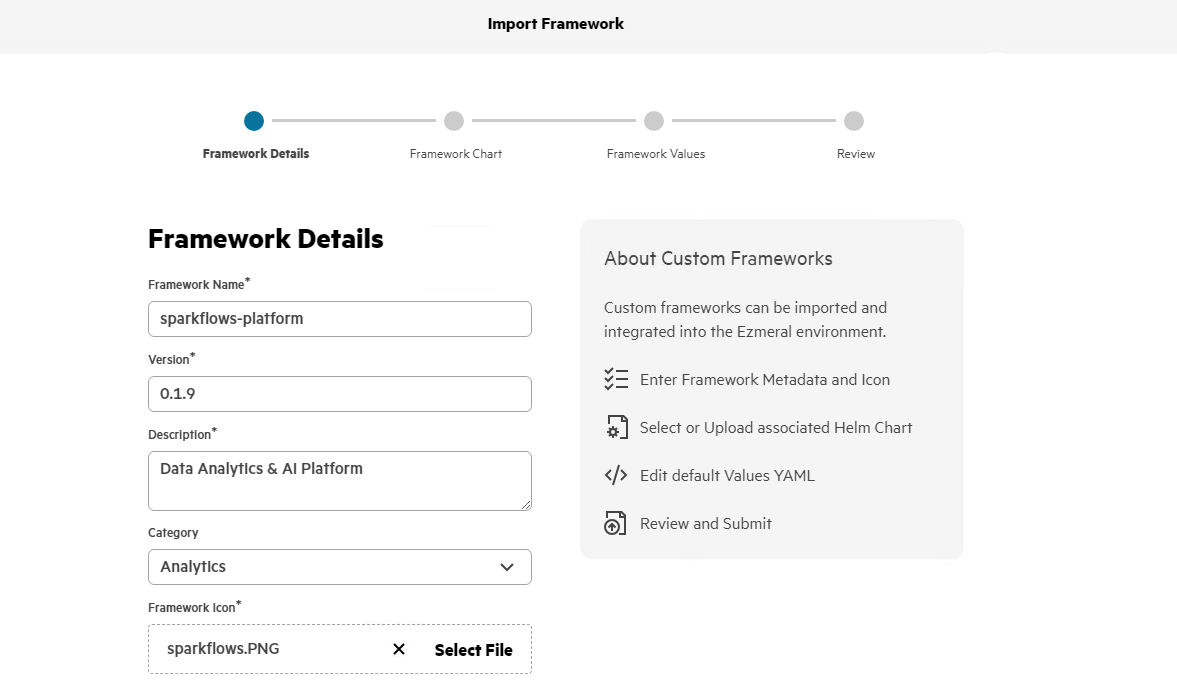 Import Framework
Framework Details
Framework Chart
Framework Values
Review
Framework Details
Framework Name*
sparkflows-platform
Version*
0.1.9
Description*
Data Analytics & AI Platform
Category
Analytics
Framework Icon*
sparkflows.PNG
Select File
About Custom Frameworks
Custom frameworks can be imported and
integrated into the Ezmeral environment.
Enter Framework Metadata and Icon
Select or Upload associated Helm Chart
Edit default Values YAML
Review and Submit